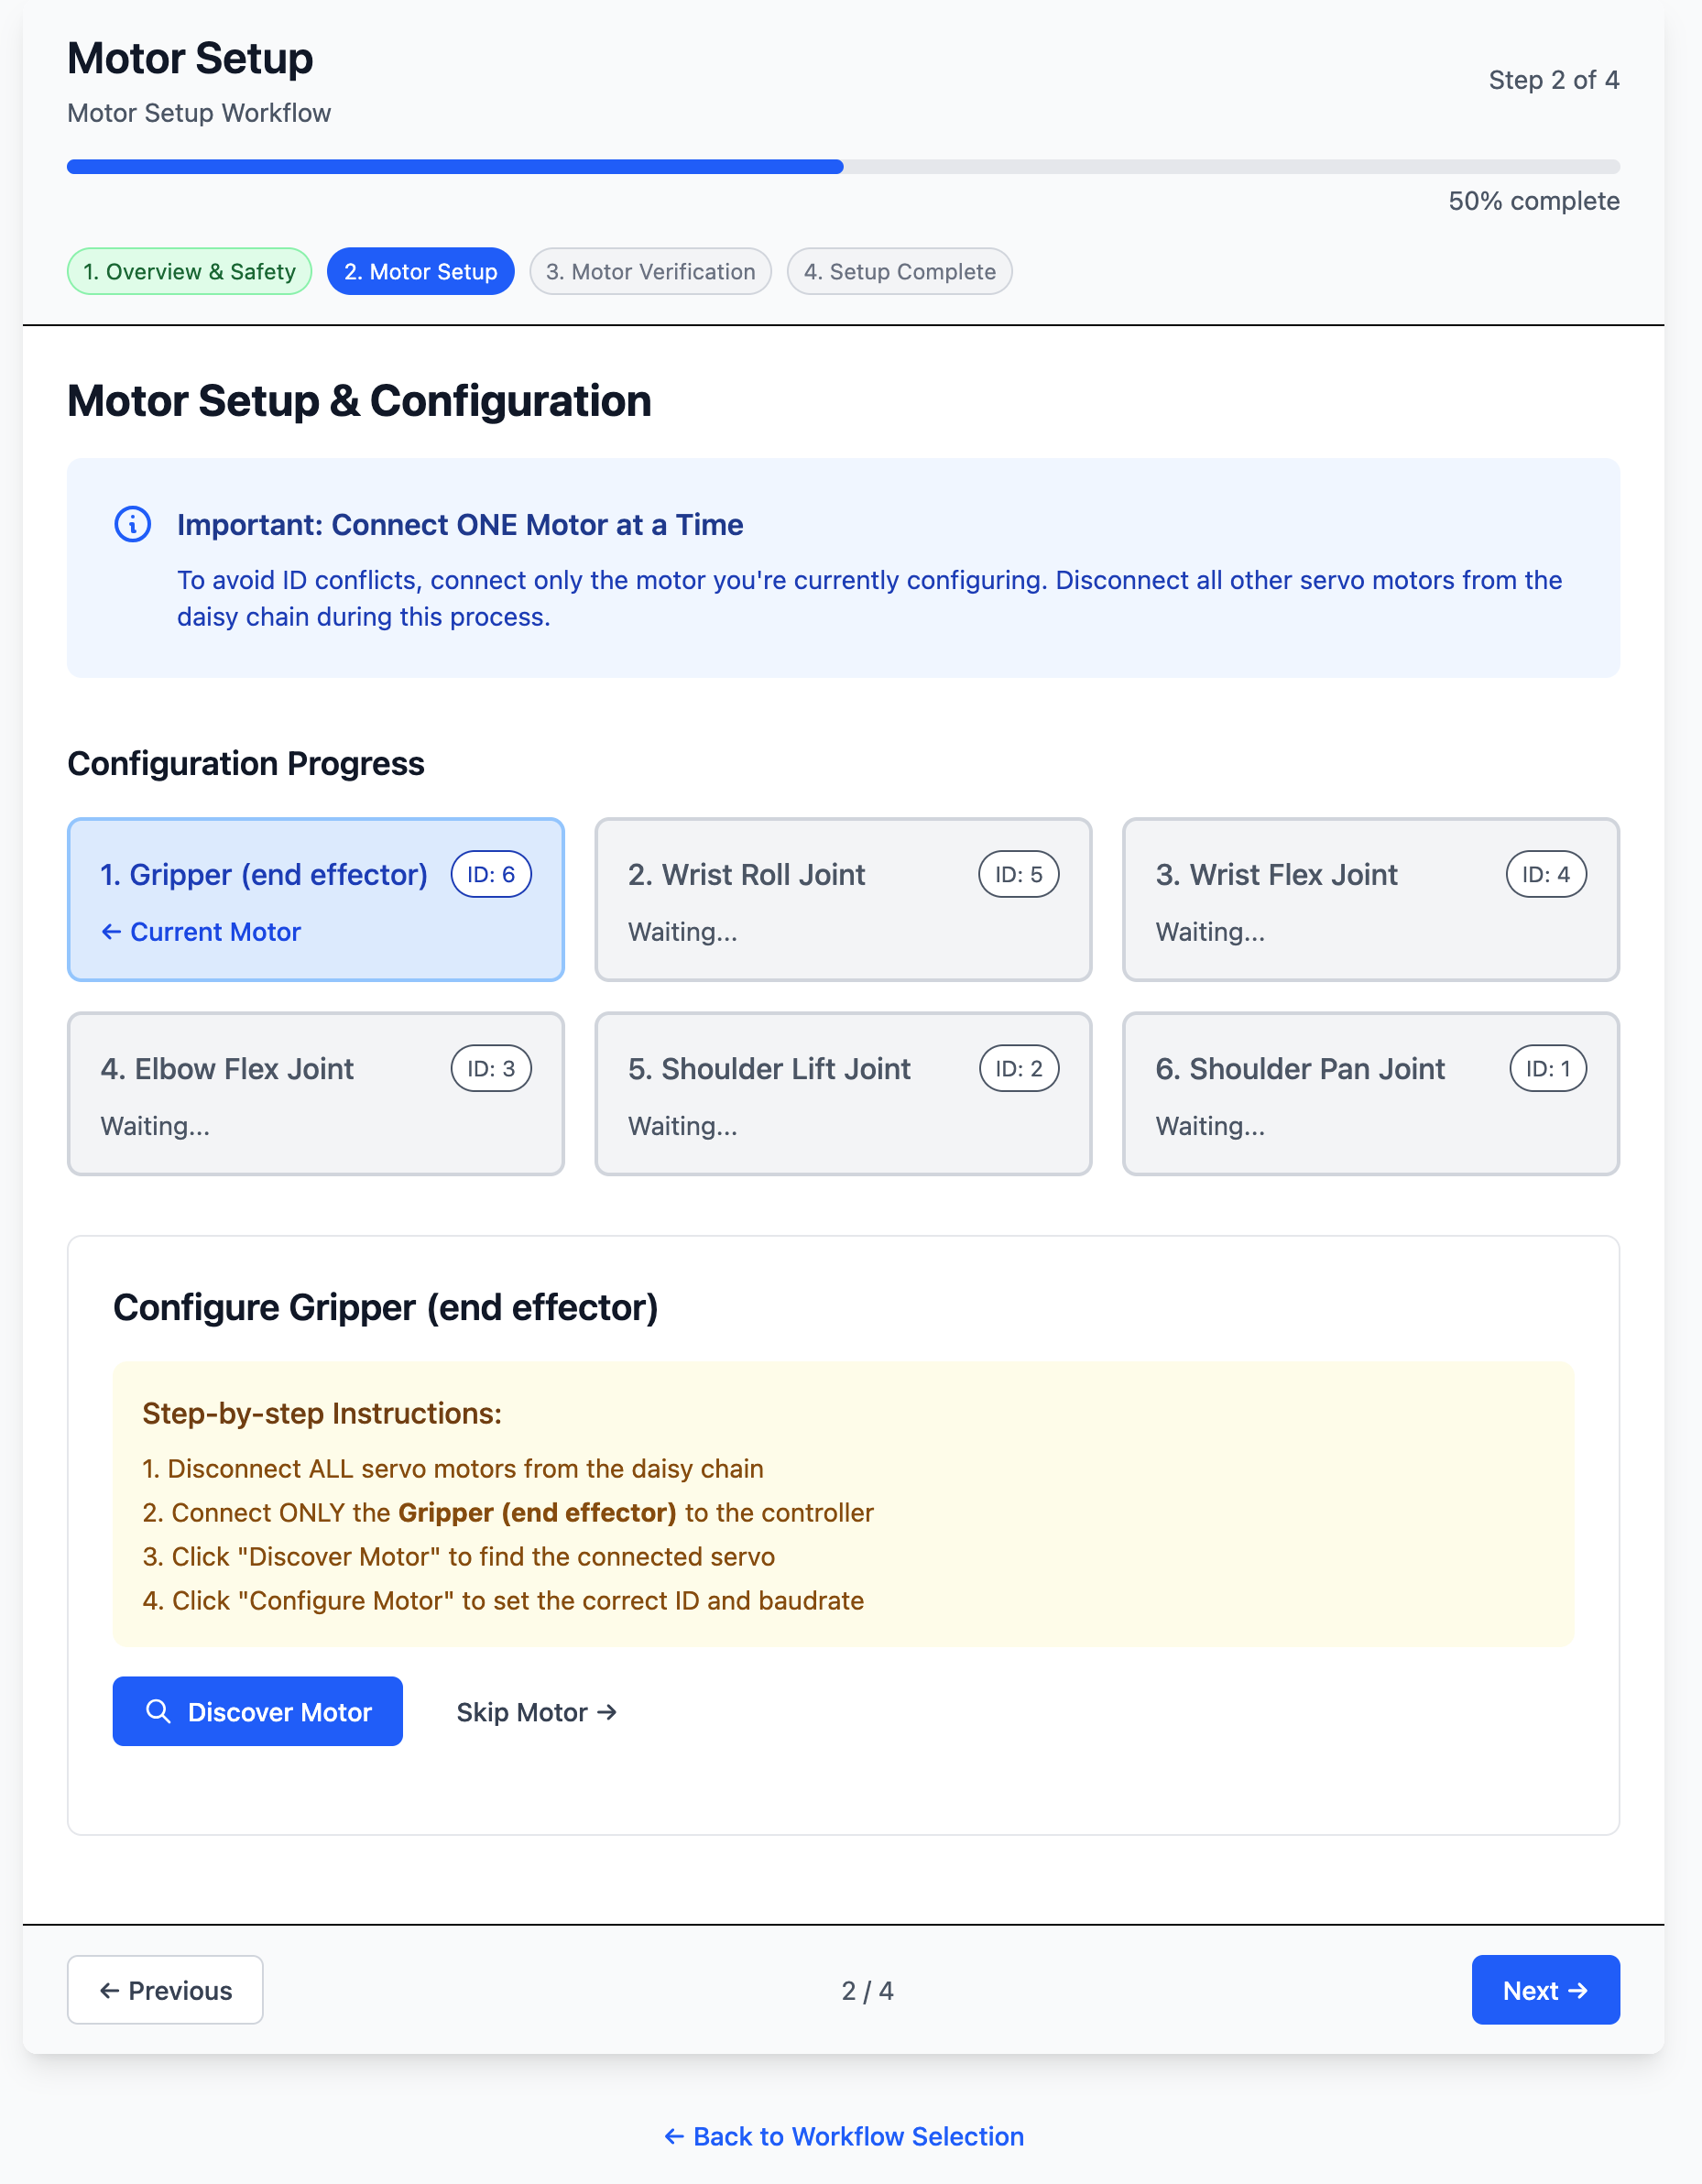 Motor Setup
Motor Setup Workflow
Step 2 of 4
50% complete
1. Overview & Safety
2. Motor Setup
3. Motor Verification
4. Setup Complete
Motor Setup & Configuration
Important: Connect ONE Motor at a Time
To avoid ID conflicts, connect only the motor you're currently configuring. Disconnect all other servo motors from the
daisy chain during this process.
Configuration Progress
1. Gripper (end effector)
ID: 6
← Current Motor
2. Wrist Roll Joint
ID: 5
Waiting...
3. Wrist Flex Joint
ID: 4
Waiting...
4. Elbow Flex Joint
ID: 3
Waiting...
5. Shoulder Lift Joint
ID: 2
Waiting...
6. Shoulder Pan Joint
ID: 1
Waiting...
Configure Gripper (end effector)
Step-by-step Instructions:
1. Disconnect ALL servo motors from the daisy chain
2. Connect ONLY the Gripper (end effector) to the controller
3. Click "Discover Motor" to find the connected servo
4. Click "Configure Motor" to set the correct ID and baudrate
Discover Motor
Skip Motor →
← Previous
2 / 4
Next →
← Back to Workflow Selection